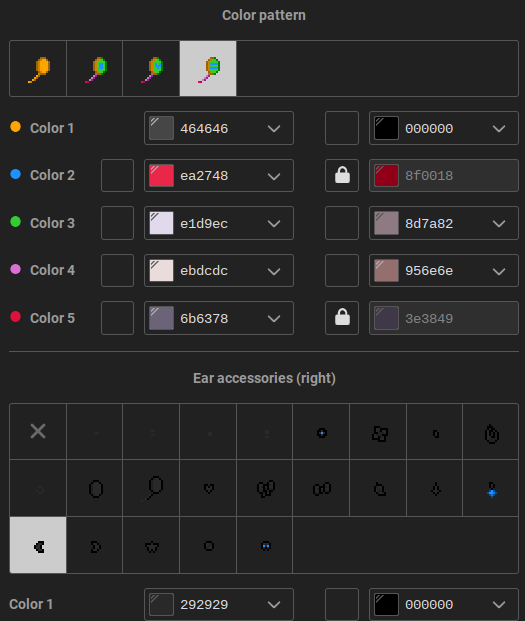 Color pattern
Color 1 464646 000000
Color 2 ea2748 8f0018
Color 3 e1d9ec 8d7a82
Color 4 ebdcdc 956e6e
Color 5 6b6378 3e3849
Ear accessories (right)
Color 1 292929 000000